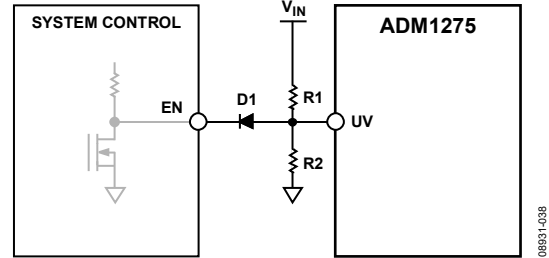 SYSTEM CONTROL
EN
D1
VIN
R1
R2
UV
ADM1275
08931-038